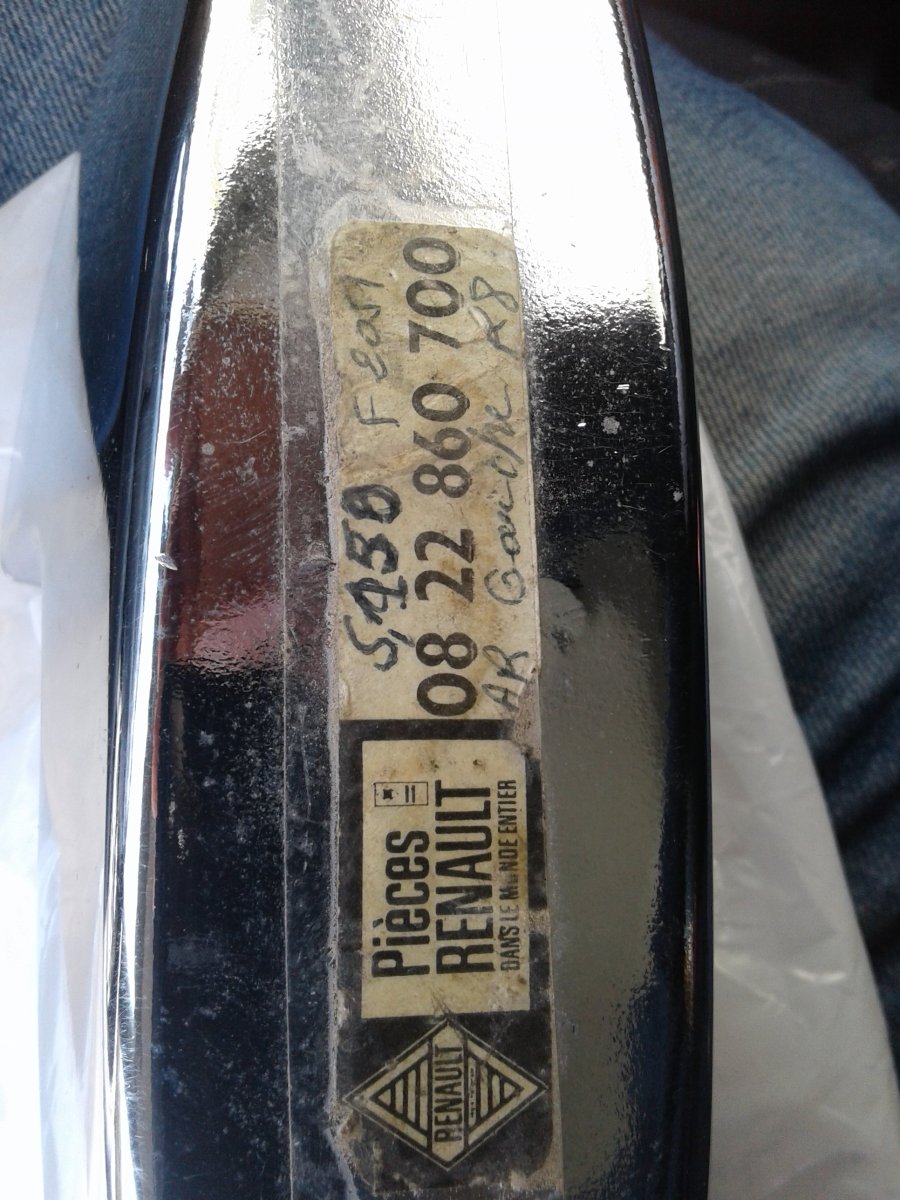 RENAULT
Pièces
RENAULT
DANS LE MONDE ENTIER
08 22 860 700
AR Gauche R8